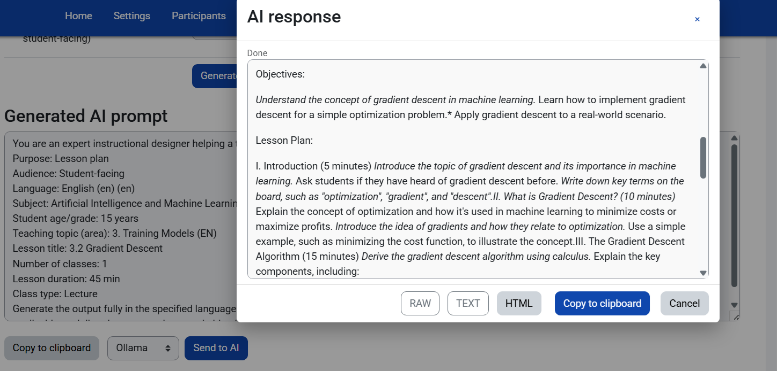 Home Settings Participants
student-facing)
Generat
Generated AI prompt
You are an expert instructional designer helping a t
Purpose: Lesson plan
Audience: Student-facing
Language: English (en) (en)
Subject: Artificial Intelligence and Machine Learnin
Student age/grade: 15 years
Teaching topic (area): 3. Training Models (EN)
Lesson title: 3.2 Gradient Descent
Number of classes: 1
Lesson duration: 45 min
Class type: Lecture
Generate the output fully in the specified language
Copy to clipboard Ollama Send to AI
AI response
×
Done
Objectives:
Understand the concept of gradient descent in machine learning. Learn how to implement gradient
descent for a simple optimization problem.* Apply gradient descent to a real-world scenario.
Lesson Plan:
I. Introduction (5 minutes) Introduce the topic of gradient descent and its importance in machine
learning. Ask students if they have heard of gradient descent before. Write down key terms on the
board, such as "optimization", "gradient", and "descent".II. What is Gradient Descent? (10 minutes)
Explain the concept of optimization and how it's used in machine learning to minimize costs or
maximize profits. Introduce the idea of gradients and how they relate to optimization. Use a simple
example, such as minimizing the cost function, to illustrate the concept.III. The Gradient Descent
Algorithm (15 minutes) Derive the gradient descent algorithm using calculus. Explain the key
components, including:
RAW TEXT HTML Copy to clipboard Cancel